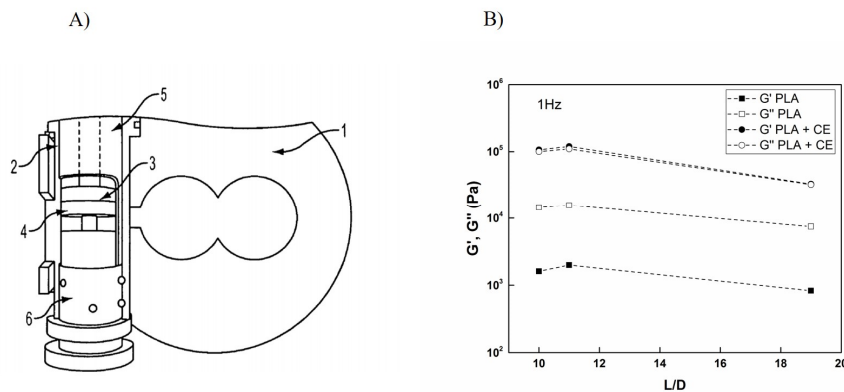 A)
B)
5
1
2
3
4
6
10⁶
10⁵
10⁴
10³
10²
G', G" (Pa)
1Hz
G' PLA
G" PLA
G' PLA + CE
G" PLA + CE
10 12 14 16 18 20
L/D